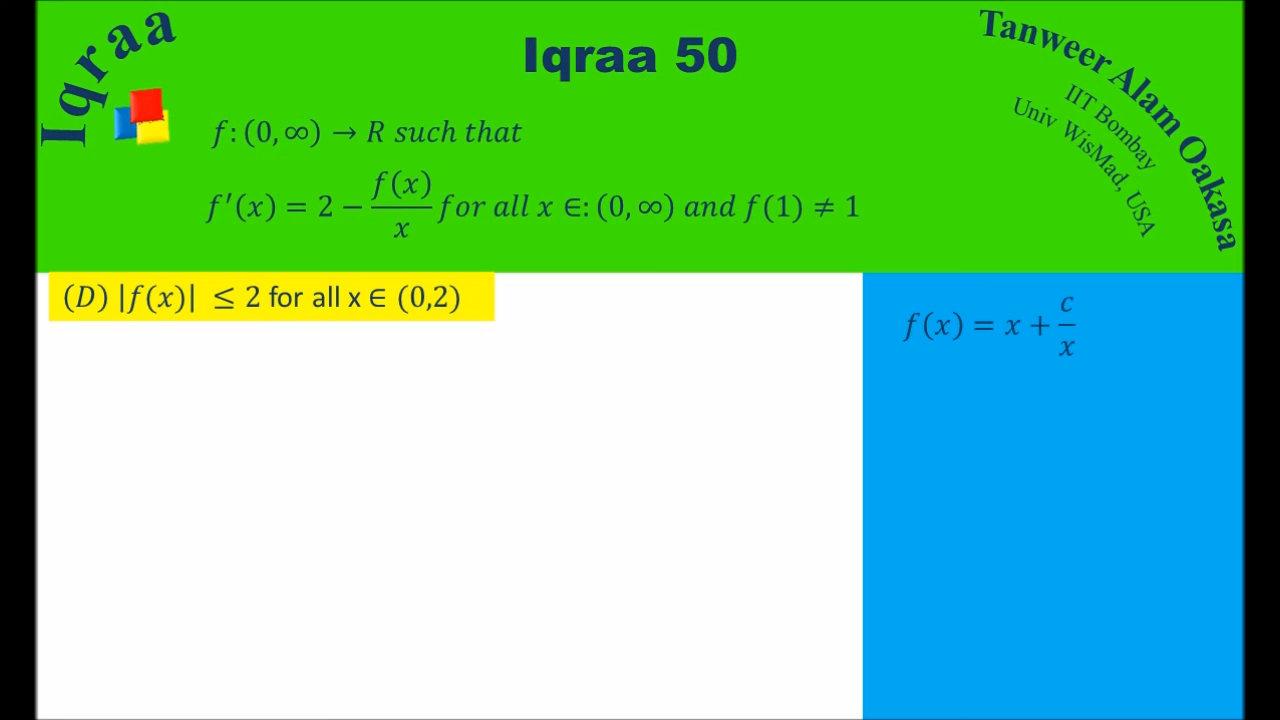 Iqraa
Iqraa 50
Tanweer Alam Oakasa
IIT Bombay
Univ WisMad, USA
f: (0, ∞) → R such that
f′(x) = 2 − f(x)/x for all x ∈: (0, ∞) and f(1) ≠ 1
(D) |f(x)| ≤ 2 for all x ∈ (0,2)
f(x) = x + c/x